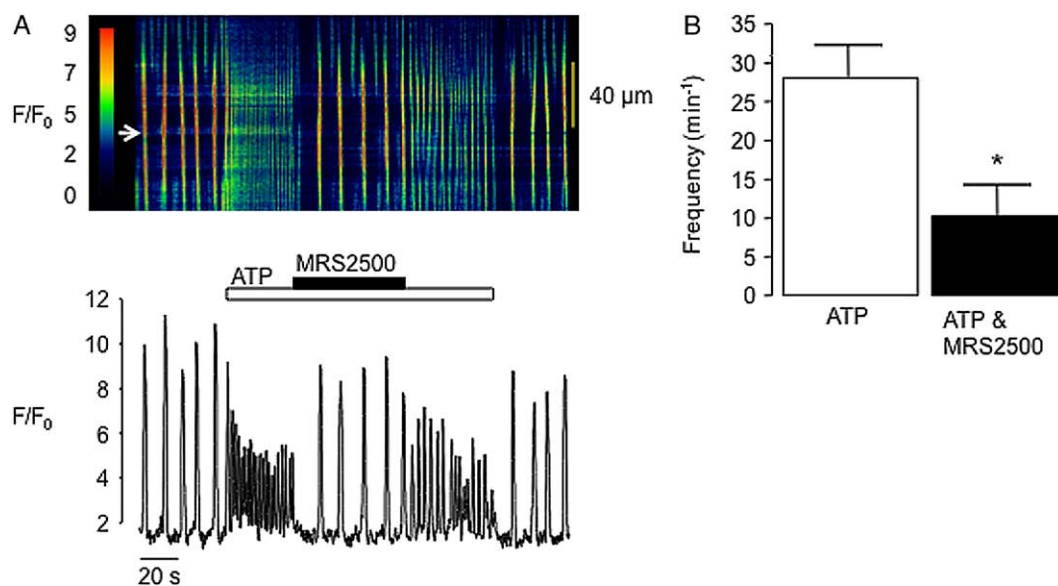 A
9
7
F/F₀ 5
2
0
40 µm
MRS2500
ATP
12
10
8
F/F₀ 6
4
2
20 s
B
Frequency (min⁻¹)
35
30
25
20
15
10
5
0
*
ATP
ATP &
MRS2500